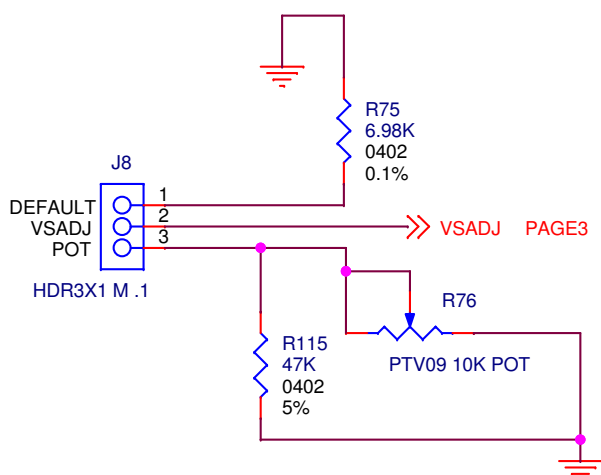 R75
6.98K
0402
0.1%
J8
DEFAULT 1
VSADJ 2
POT 3
VSADJ PAGE3
HDR3X1 M .1
R76
PTV09 10K POT
R115
47K
0402
5%